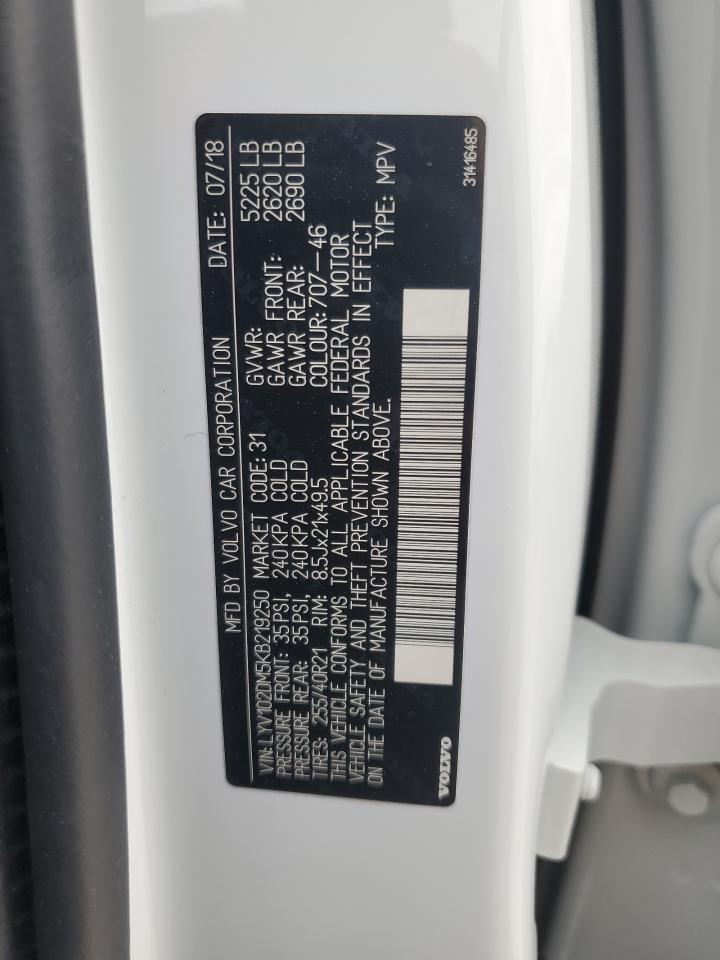 MFD BY VOLVO CAR CORPORATION DATE: 07/18
VIN: LYV102DM5KB219250 MARKET CODE: 31 GVWR: 5225 LB
PRESSURE FRONT: 35PSI, 240KPA COLD GAWR FRONT: 2620 LB
PRESSURE REAR: 35PSI, 240KPA COLD GAWR REAR: 2690 LB
TIRES: 255/40R21 RIM: 8.5Jx21x49.5 COLOUR: 707--46
THIS VEHICLE CONFORMS TO ALL APPLICABLE FEDERAL MOTOR
VEHICLE SAFETY AND THEFT PREVENTION STANDARDS IN EFFECT
ON THE DATE OF MANUFACTURE SHOWN ABOVE. TYPE: MPV
VOLVO 31416485